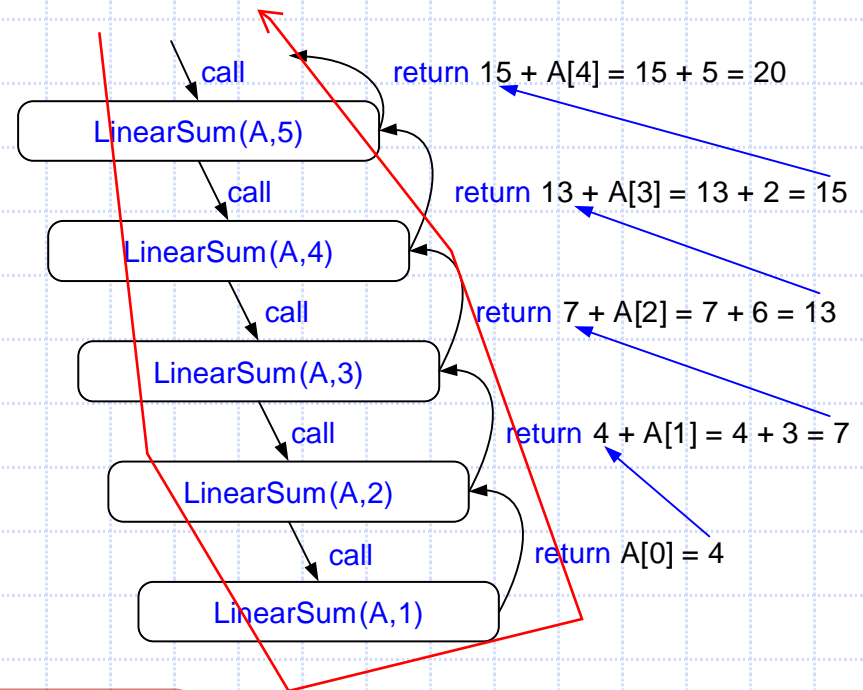 call
return 15 + A[4] = 15 + 5 = 20
LinearSum(A,5)
call
return 13 + A[3] = 13 + 2 = 15
LinearSum(A,4)
call
return 7 + A[2] = 7 + 6 = 13
LinearSum(A,3)
call
return 4 + A[1] = 4 + 3 = 7
LinearSum(A,2)
call
return A[0] = 4
LinearSum(A,1)